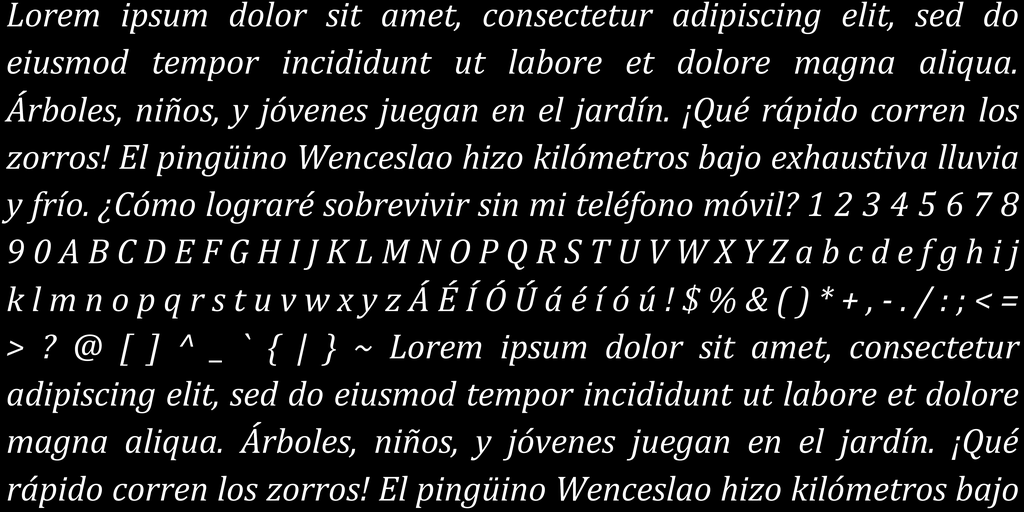 Lorem ipsum dolor sit amet, consectetur adipiscing elit, sed do
eiusmod tempor incididunt ut labore et dolore magna aliqua.
Árboles, niños, y jóvenes juegan en el jardín. ¡Qué rápido corren los
zorros! El pingüino Wenceslao hizo kilómetros bajo exhaustiva lluvia
y frío. ¿Cómo lograré sobrevivir sin mi teléfono móvil? 1 2 3 4 5 6 7 8
9 0 A B C D E F G H I J K L M N O P Q R S T U V W X Y Z a b c d e f g h i j
k l m n o p q r s t u v w x y z Á É Í Ó Ú á é í ó ú ! $ % & ( ) * + , - . / : ; < =
> ? @ [ ] ^ _ ` { | } ~ Lorem ipsum dolor sit amet, consectetur
adipiscing elit, sed do eiusmod tempor incididunt ut labore et dolore
magna aliqua. Árboles, niños, y jóvenes juegan en el jardín. ¡Qué
rápido corren los zorros! El pingüino Wenceslao hizo kilómetros bajo